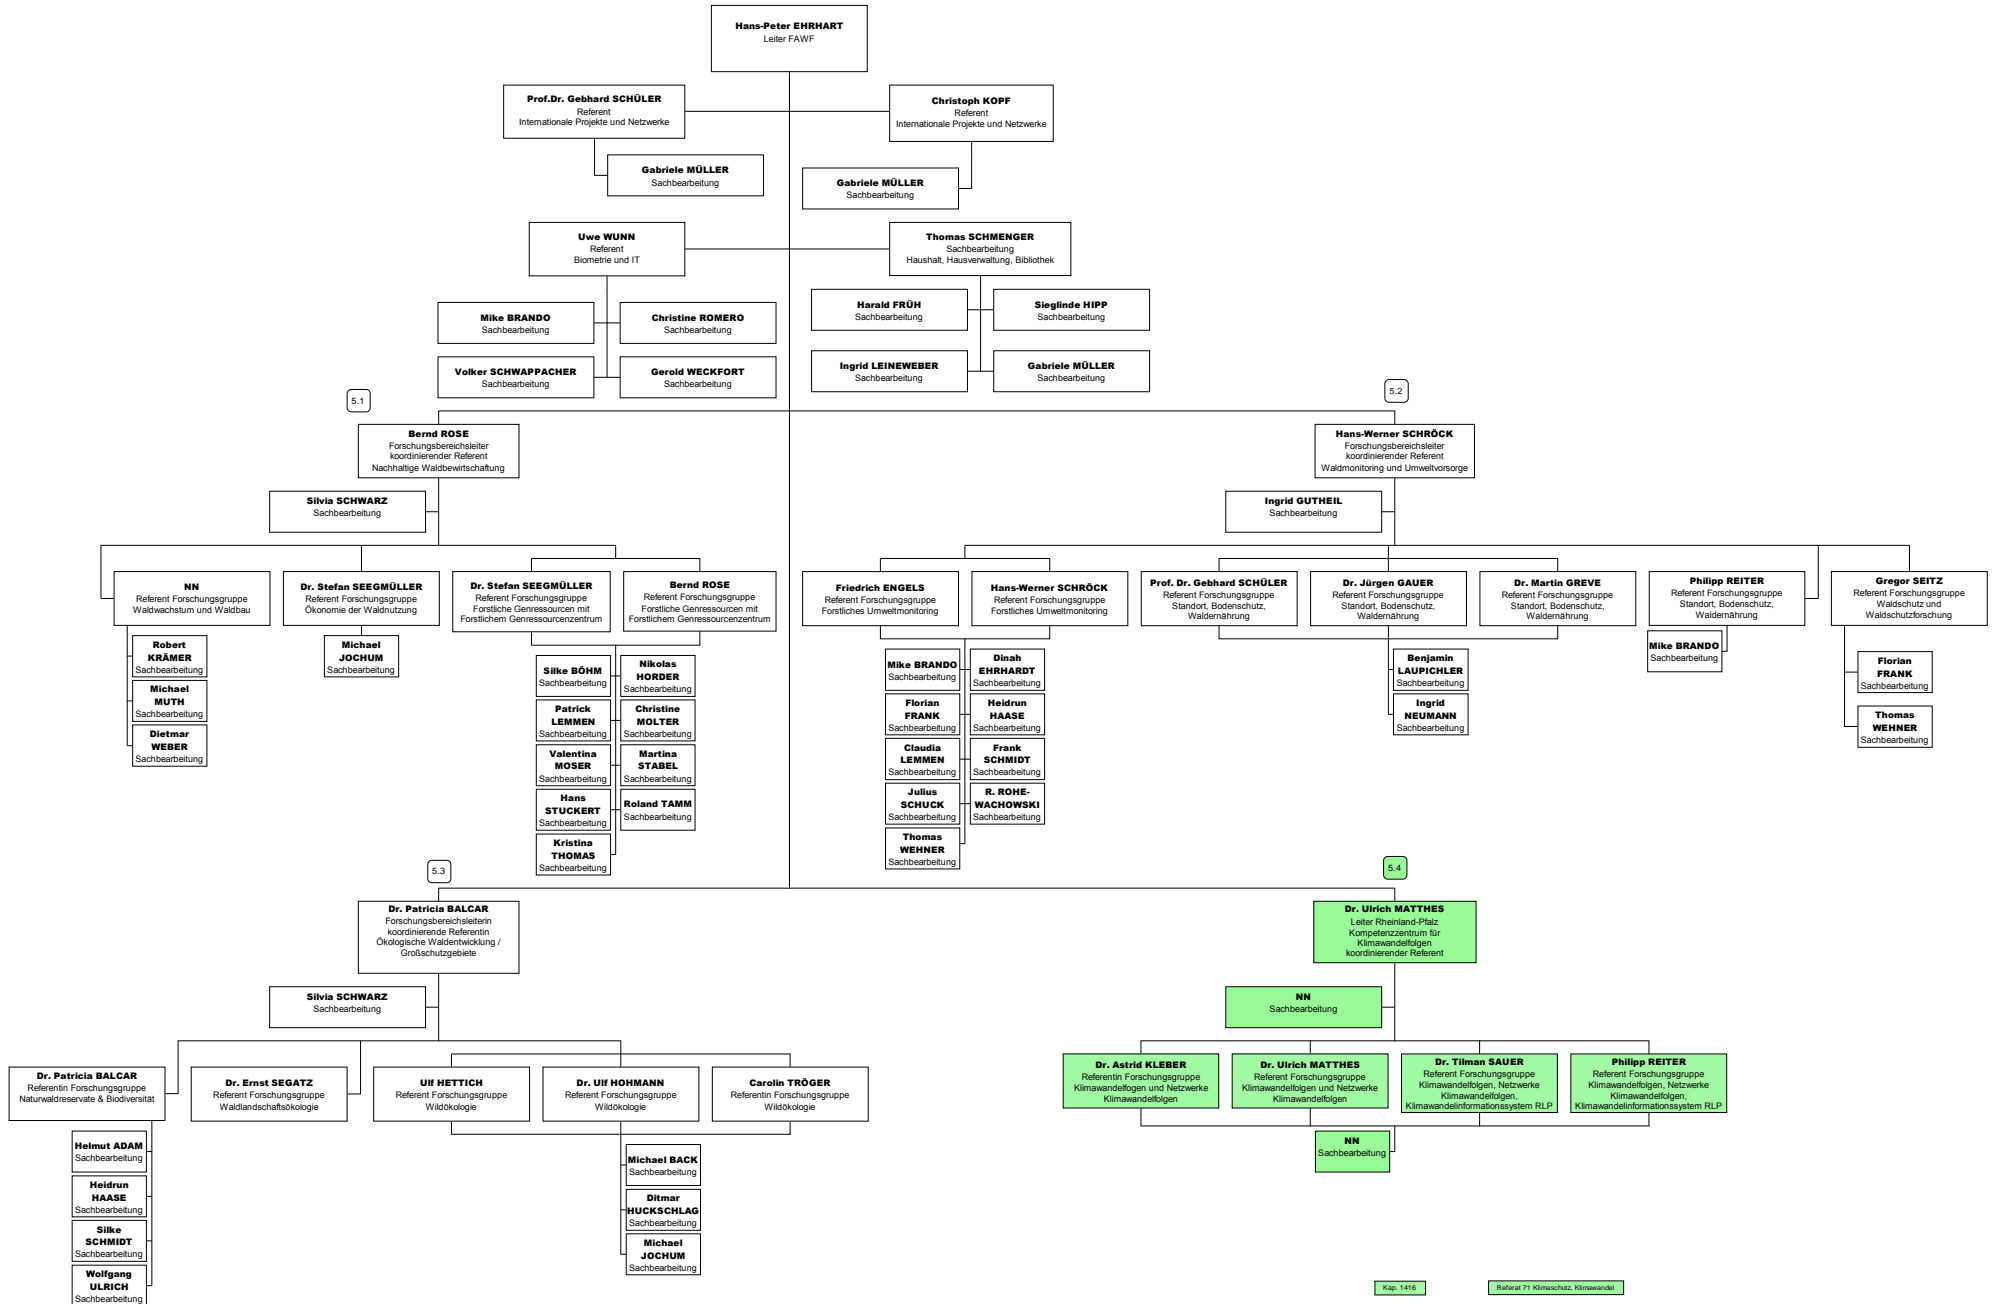 Hans-Peter EHRHART
Leiter FAWF
Prof.Dr. Gebhard SCHÜLER
Referent
Internationale Projekte und Netzwerke
Christoph KOPF
Referent
Internationale Projekte und Netzwerke
Gabriele MÜLLER
Sachbearbeitung
Gabriele MÜLLER
Sachbearbeitung
Uwe WUNN
Referent
Biometrie und IT
Thomas SCHMENGER
Sachbearbeitung
Haushalt, Hausverwaltung, Bibliothek
Mike BRANDO
Sachbearbeitung
Christine ROMERO
Sachbearbeitung
Volker SCHWAPPACHER
Sachbearbeitung
Gerold WECKFORT
Sachbearbeitung
Harald FRÜH
Sachbearbeitung
Sieglinde HIPP
Sachbearbeitung
Ingrid LEINEWEBER
Sachbearbeitung
Gabriele MÜLLER
Sachbearbeitung
5.1
Bernd ROSE
Forschungsbereichsleiter
koordinierender Referent
Nachhaltige Waldbewirtschaftung
Silvia SCHWARZ
Sachbearbeitung
NN
Referent Forschungsgruppe
Waldwachstum und Waldbau
Robert
KRÄMER
Sachbearbeitung
Michael
MUTH
Sachbearbeitung
Dietmar
WEBER
Sachbearbeitung
Dr. Stefan SEEGMÜLLER
Referent Forschungsgruppe
Ökonomie der Waldnutzung
Michael
JOCHUM
Sachbearbeitung
Dr. Stefan SEEGMÜLLER
Referent Forschungsgruppe
Forstliche Genressourcen mit
Forstlichem Genressourcenzentrum
Bernd ROSE
Referent Forschungsgruppe
Forstliche Genressourcen mit
Forstlichem Genressourcenzentrum
Silke BÖHM
Sachbearbeitung
Nikolas
HORDER
Sachbearbeitung
Patrick
LEMMEN
Sachbearbeitung
Christine
MOLTER
Sachbearbeitung
Valentina
MOSER
Sachbearbeitung
Martina
STABEL
Sachbearbeitung
Hans
STUCKERT
Sachbearbeitung
Roland TAMM
Sachbearbeitung
Kristina
THOMAS
Sachbearbeitung
5.2
Hans-Werner SCHRÖCK
Forschungsbereichsleiter
koordinierender Referent
Waldmonitoring und Umweltvorsorge
Ingrid GUTHEIL
Sachbearbeitung
Friedrich ENGELS
Referent Forschungsgruppe
Forstliches Umweltmonitoring
Hans-Werner SCHRÖCK
Referent Forschungsgruppe
Forstliches Umweltmonitoring
Mike BRANDO
Sachbearbeitung
Dinah
EHRHARDT
Sachbearbeitung
Florian
FRANK
Sachbearbeitung
Heidrun
HAASE
Sachbearbeitung
Claudia
LEMMEN
Sachbearbeitung
Frank
SCHMIDT
Sachbearbeitung
Julius
SCHUCK
Sachbearbeitung
R. ROHE-
WACHOWSKI
Sachbearbeitung
Thomas
WEHNER
Sachbearbeitung
Prof. Dr. Gebhard SCHÜLER
Referent Forschungsgruppe
Standort, Bodenschutz,
Waldernährung
Dr. Jürgen GAUER
Referent Forschungsgruppe
Standort, Bodenschutz,
Waldernährung
Dr. Martin GREVE
Referent Forschungsgruppe
Standort, Bodenschutz,
Waldernährung
Benjamin
LAUPICHLER
Sachbearbeitung
Ingrid
NEUMANN
Sachbearbeitung
Philipp REITER
Referent Forschungsgruppe
Standort, Bodenschutz,
Waldernährung
Mike BRANDO
Sachbearbeitung
Gregor SEITZ
Referent Forschungsgruppe
Waldschutz und
Waldschutzforschung
Florian
FRANK
Sachbearbeitung
Thomas
WEHNER
Sachbearbeitung
5.3
Dr. Patricia BALCAR
Forschungsbereichsleiterin
koordinierende Referentin
Ökologische Waldentwicklung /
Großschutzgebiete
Silvia SCHWARZ
Sachbearbeitung
Dr. Patricia BALCAR
Referentin Forschungsgruppe
Naturwaldreservate & Biodiversität
Helmut ADAM
Sachbearbeitung
Heidrun
HAASE
Sachbearbeitung
Silke
SCHMIDT
Sachbearbeitung
Wolfgang
ULRICH
Sachbearbeitung
Dr. Ernst SEGATZ
Referent Forschungsgruppe
Waldlandschaftsökologie
Ulf HETTICH
Referent Forschungsgruppe
Wildökologie
Dr. Ulf HOHMANN
Referent Forschungsgruppe
Wildökologie
Carolin TRÖGER
Referentin Forschungsgruppe
Wildökologie
Michael BACK
Sachbearbeitung
Ditmar
HUCKSCHLAG
Sachbearbeitung
Michael
JOCHUM
Sachbearbeitung
5.4
Dr. Ulrich MATTHES
Leiter Rheinland-Pfalz
Kompetenzzentrum für
Klimawandelfolgen
koordinierender Referent
NN
Sachbearbeitung
Dr. Astrid KLEBER
Referentin Forschungsgruppe
Klimawandelfogen und Netzwerke
Klimawandelfolgen
Dr. Ulrich MATTHES
Referent Forschungsgruppe
Klimawandelfolgen und Netzwerke
Klimawandelfolgen
Dr. Tilman SAUER
Referent Forschungsgruppe
Klimawandelfolgen, Netzwerke
Klimawandelfolgen,
Klimawandelinformationssystem RLP
Philipp REITER
Referent Forschungsgruppe
Klimawandelfolgen, Netzwerke
Klimawandelfolgen,
Klimawandelinformationssystem RLP
NN
Sachbearbeitung
Kap. 1416
Referat 71 Klimaschutz, Klimawandel